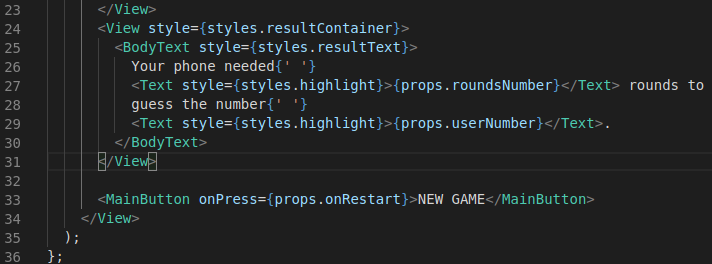 23 </View>
24 <View style={styles.resultContainer}>
25 <BodyText style={styles.resultText}>
26 Your phone needed{' '}
27 <Text style={styles.highlight}>{props.roundsNumber}</Text> rounds to
28 guess the number{' '}
29 <Text style={styles.highlight}>{props.userNumber}</Text>.
30 </BodyText>
31 </View>
32
33 <MainButton onPress={props.onRestart}>NEW GAME</MainButton>
34 </View>
35 );
36 };